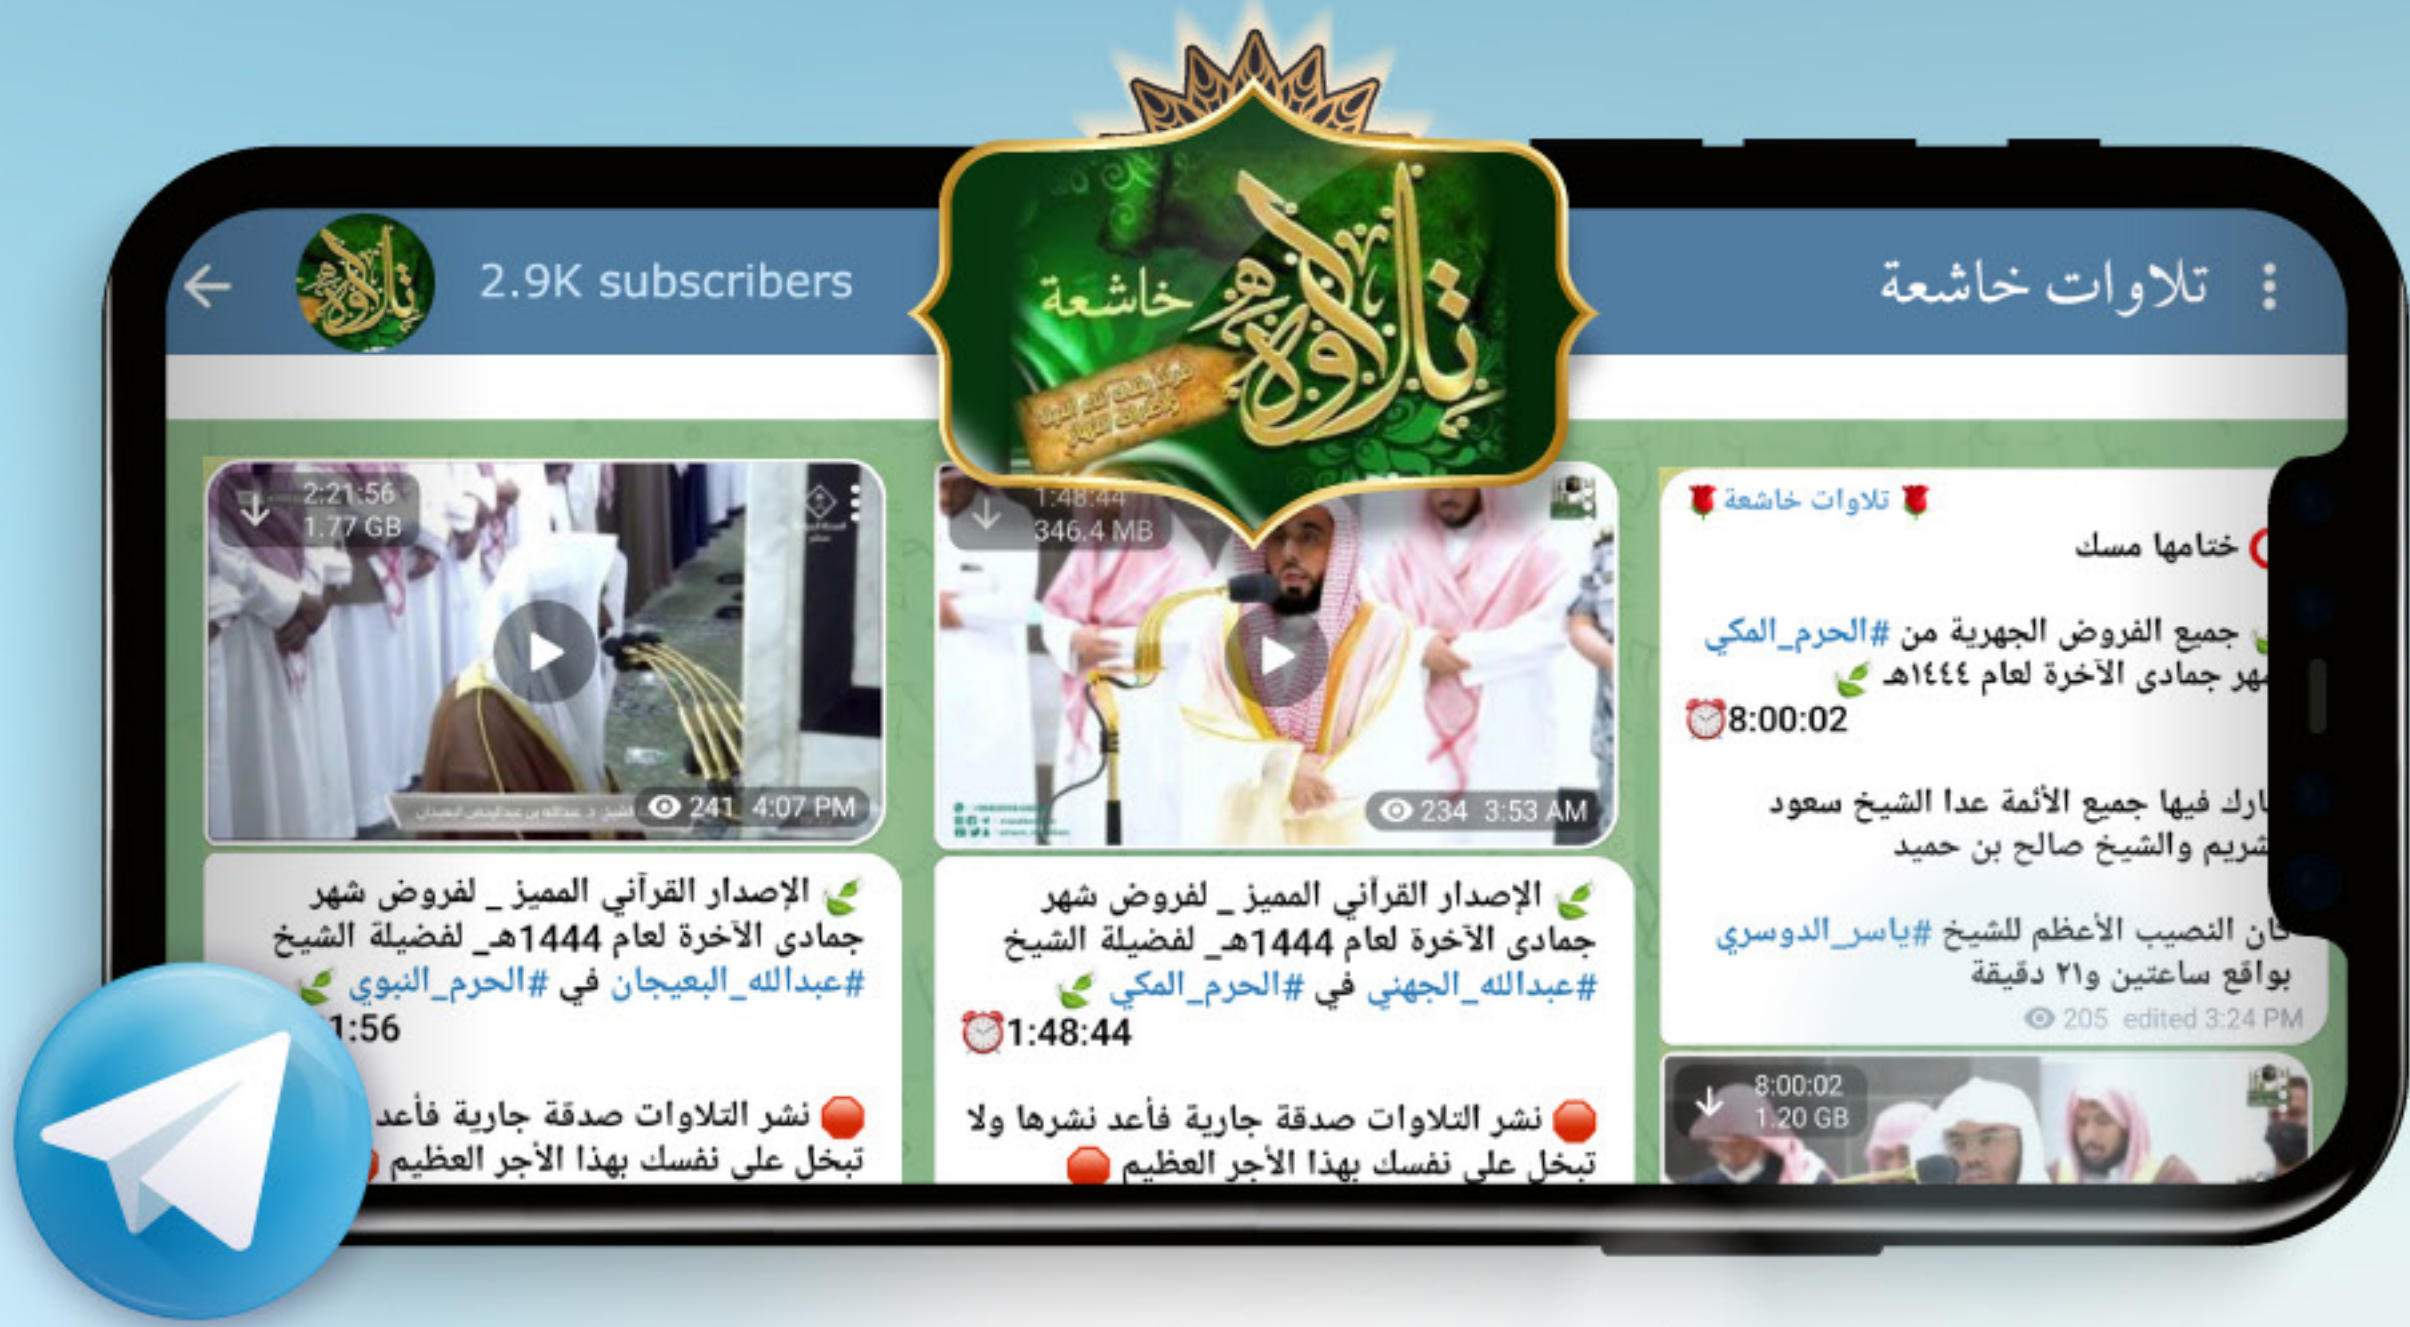 2.9K subscribers
تلاوات خاشعة
تلاوة
خاشعة
2:21:56
1.77 GB
241 4:07 PM
الإصدار القرآني المميز _ لفروض شهر
جمادى الآخرة لعام 1444هـ_ لفضيلة الشيخ
#عبدالله_البعيجان في #الحرم_النبوي
1:56
نشر التلاوات صدقة جارية فأعد
تبخل على نفسك بهذا الأجر العظيم
1:48:44
346.4 MB
234 3:53 AM
الإصدار القرآني المميز _ لفروض شهر
جمادى الآخرة لعام 1444هـ_ لفضيلة الشيخ
#عبدالله_الجهني في #الحرم_المكي
⏰1:48:44
نشر التلاوات صدقة جارية فأعد نشرها ولا
تبخل على نفسك بهذا الأجر العظيم
🌹 تلاوات خاشعة 🌹
ختامها مسك
جميع الفروض الجهرية من #الحرم_المكي
هر جمادى الآخرة لعام ١٤٤٤هـ
⏰8:00:02
ارك فيها جميع الأئمة عدا الشيخ سعود
شريم والشيخ صالح بن حميد
كان النصيب الأعظم للشيخ #ياسر_الدوسري
بواقع ساعتين و٢١ دقيقة
205 edited 3:24 PM
8:00:02
1.20 GB